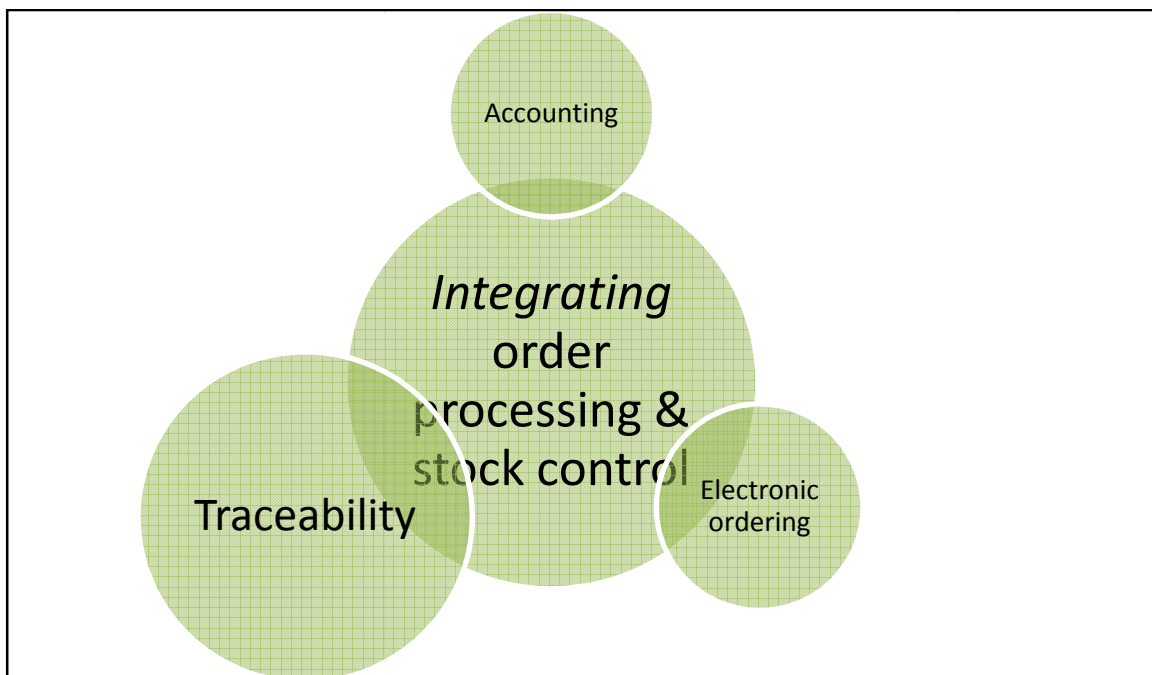 Accounting
Integrating
order
processing &
stock control
Traceability
Electronic
ordering